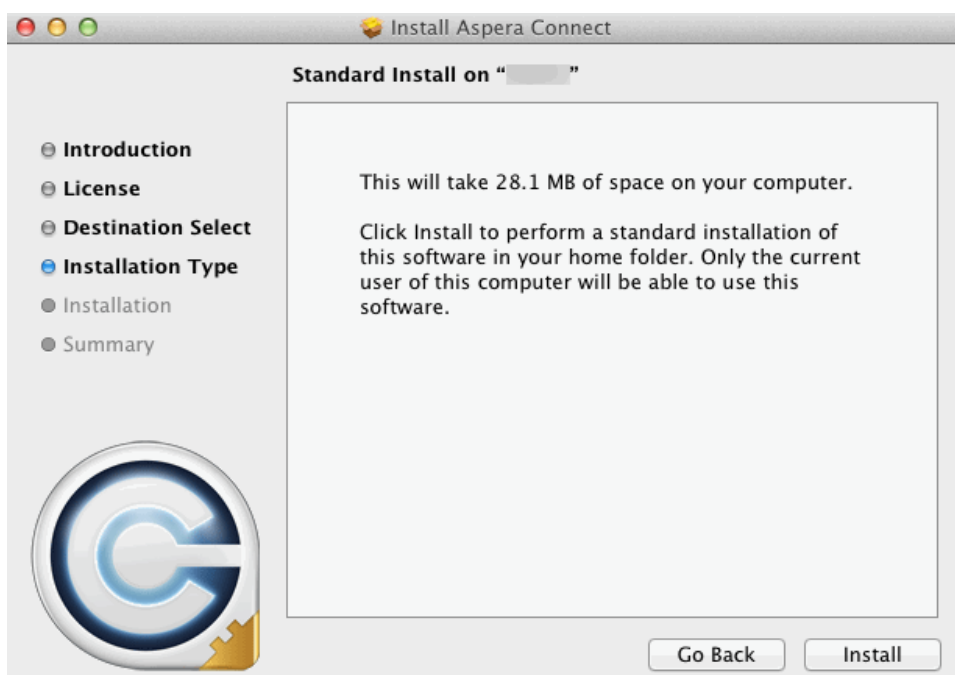 Install Aspera Connect
Standard Install on “ ”
Introduction
License
Destination Select
Installation Type
Installation
Summary
This will take 28.1 MB of space on your computer.
Click Install to perform a standard installation of
this software in your home folder. Only the current
user of this computer will be able to use this
software.
Go Back
Install